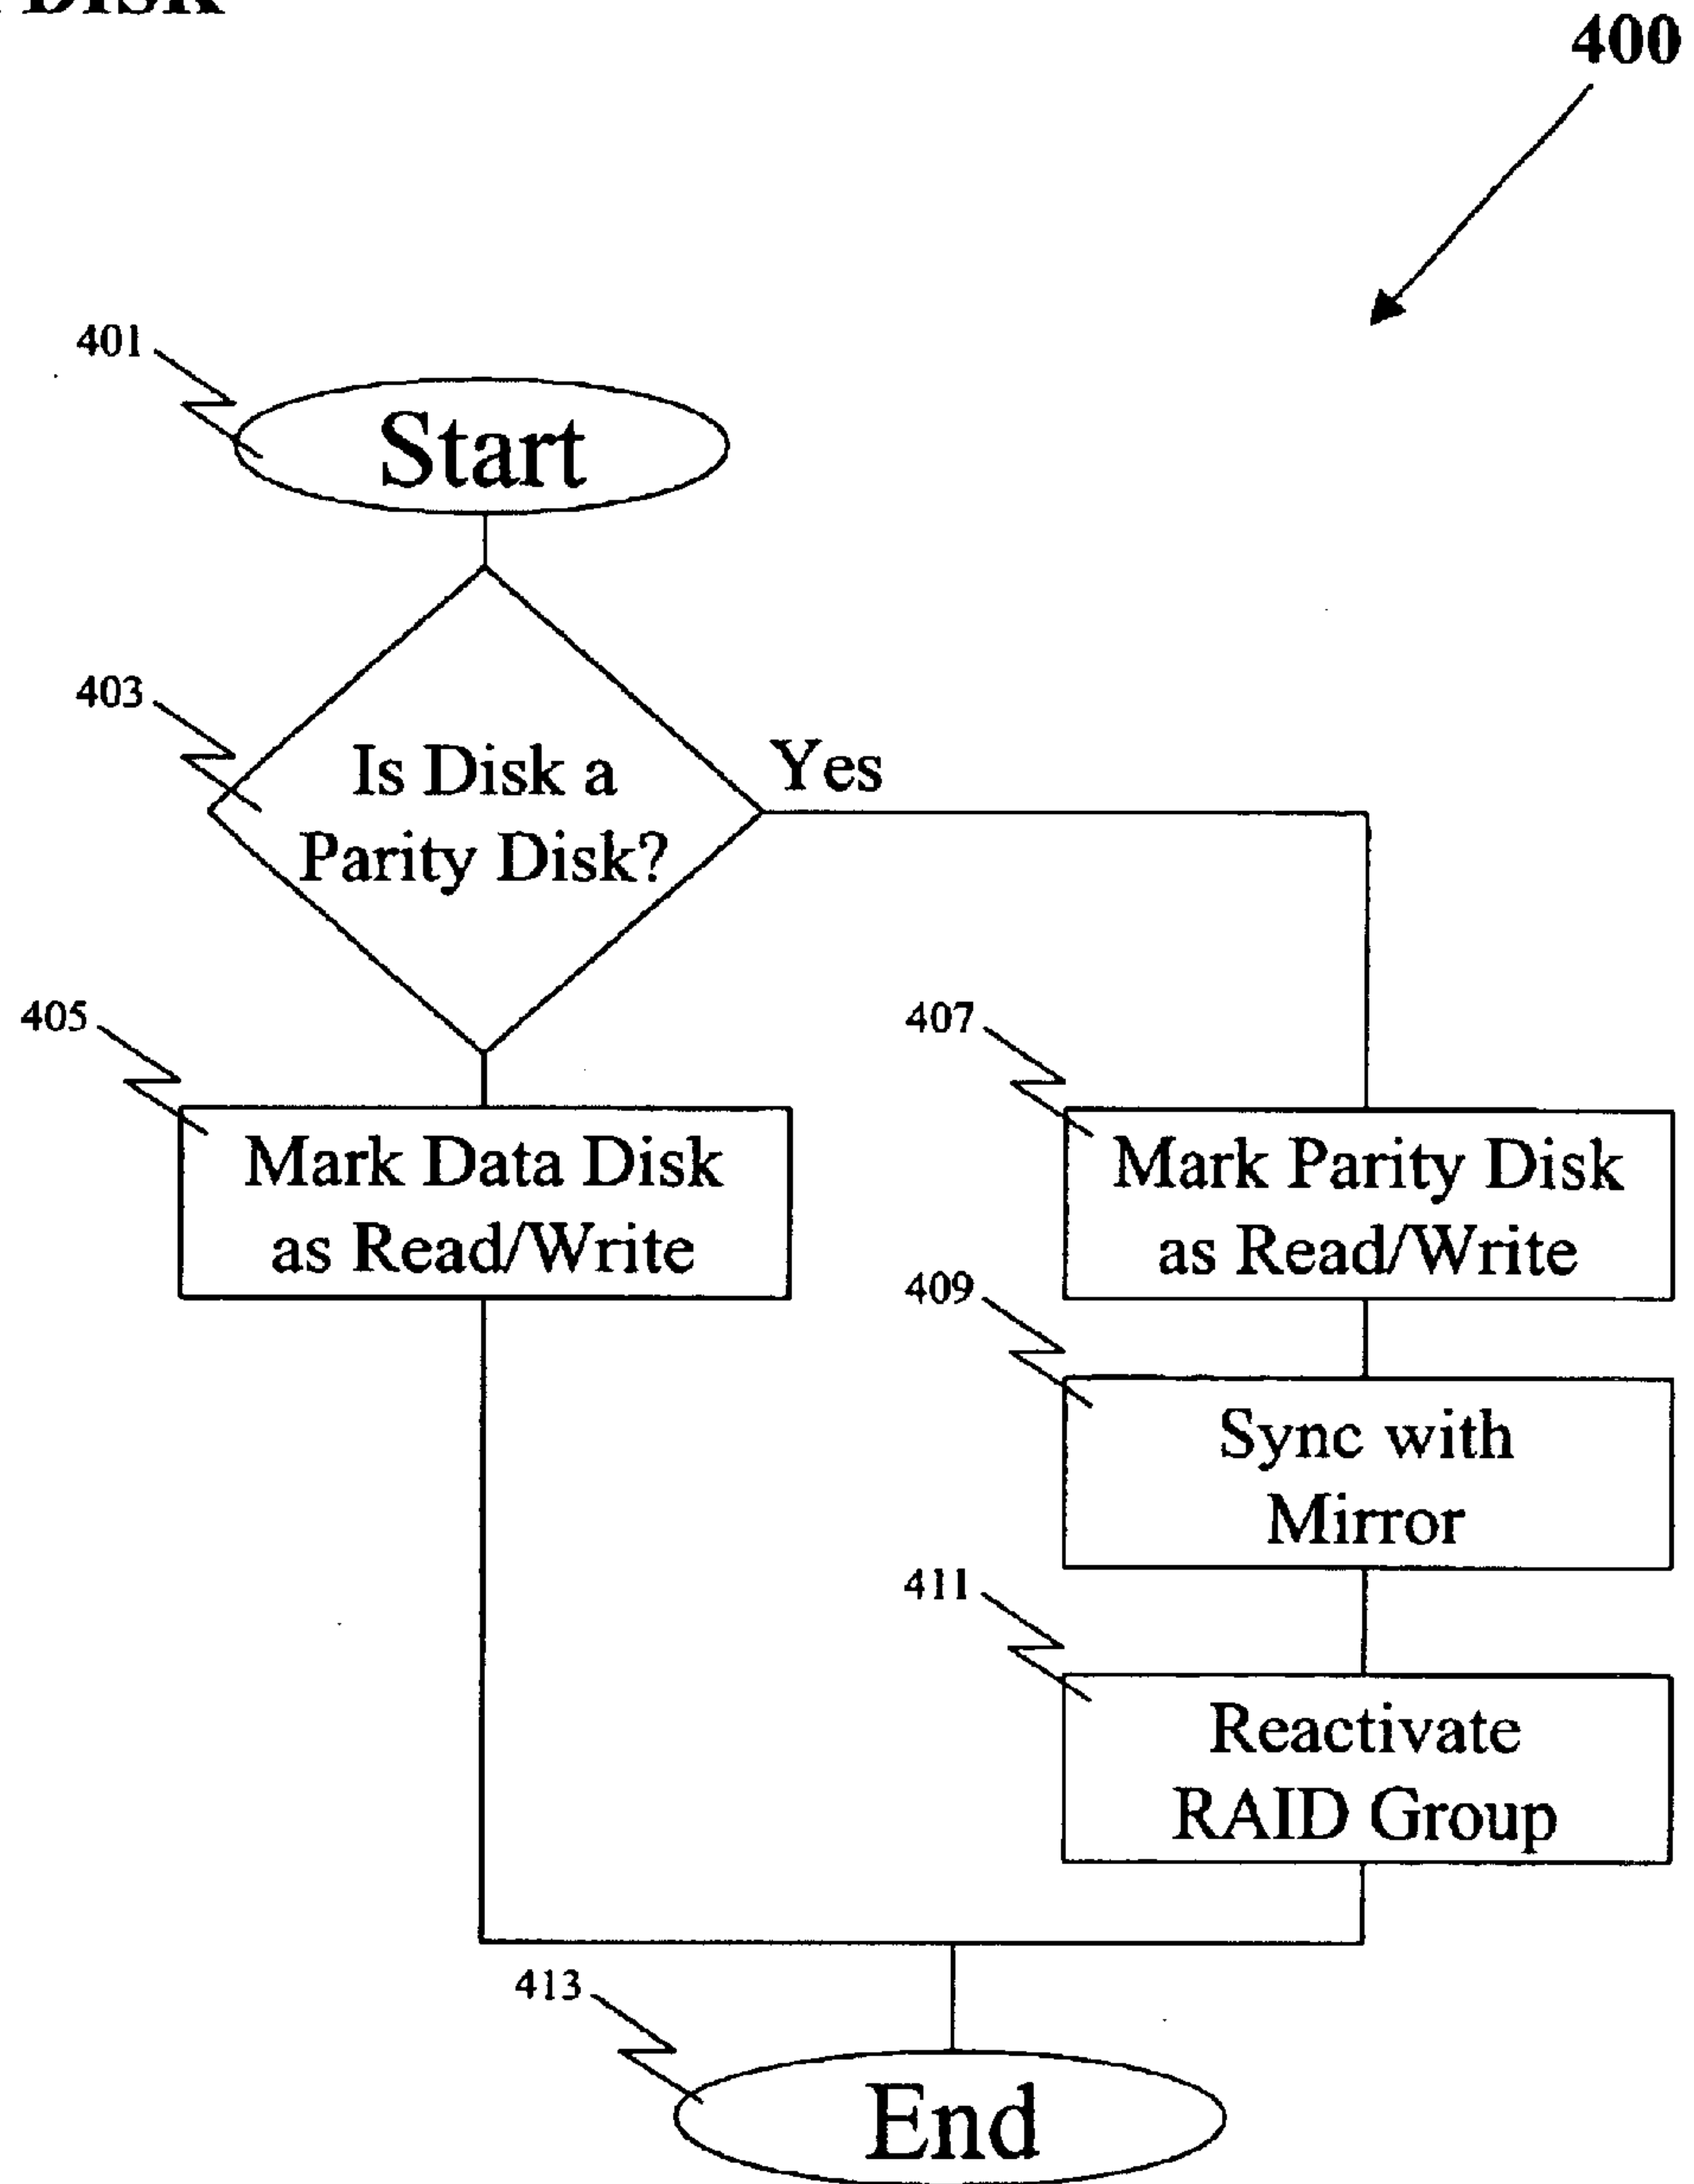 DISK
400
401
Start
403
Is Disk a
Parity Disk?
Yes
405
Mark Data Disk
as Read/Write
407
Mark Parity Disk
as Read/Write
409
Sync with
Mirror
411
Reactivate
RAID Group
413
End